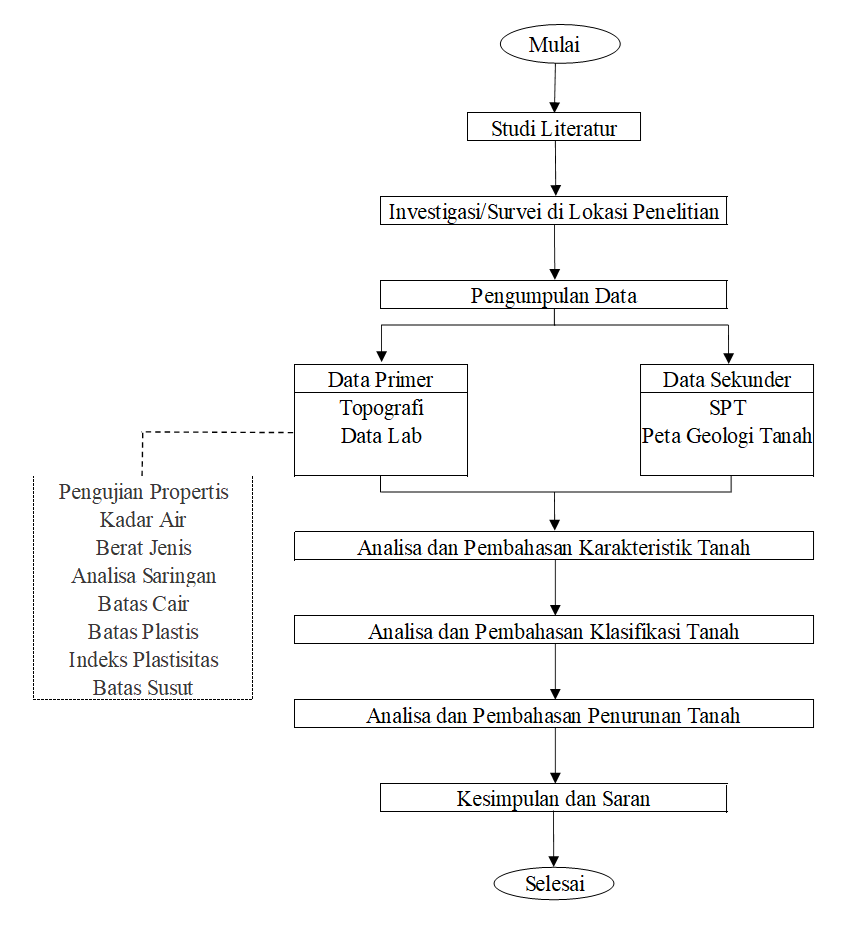 Mulai
Studi Literatur
Investigasi/Survei di Lokasi Penelitian
Pengumpulan Data
Data Primer
Topografi
Data Lab
Data Sekunder
SPT
Peta Geologi Tanah
Pengujian Propertis
Kadar Air
Berat Jenis
Analisa Saringan
Batas Cair
Batas Plastis
Indeks Plastisitas
Batas Susut
Analisa dan Pembahasan Karakteristik Tanah
Analisa dan Pembahasan Klasifikasi Tanah
Analisa dan Pembahasan Penurunan Tanah
Kesimpulan dan Saran
Selesai